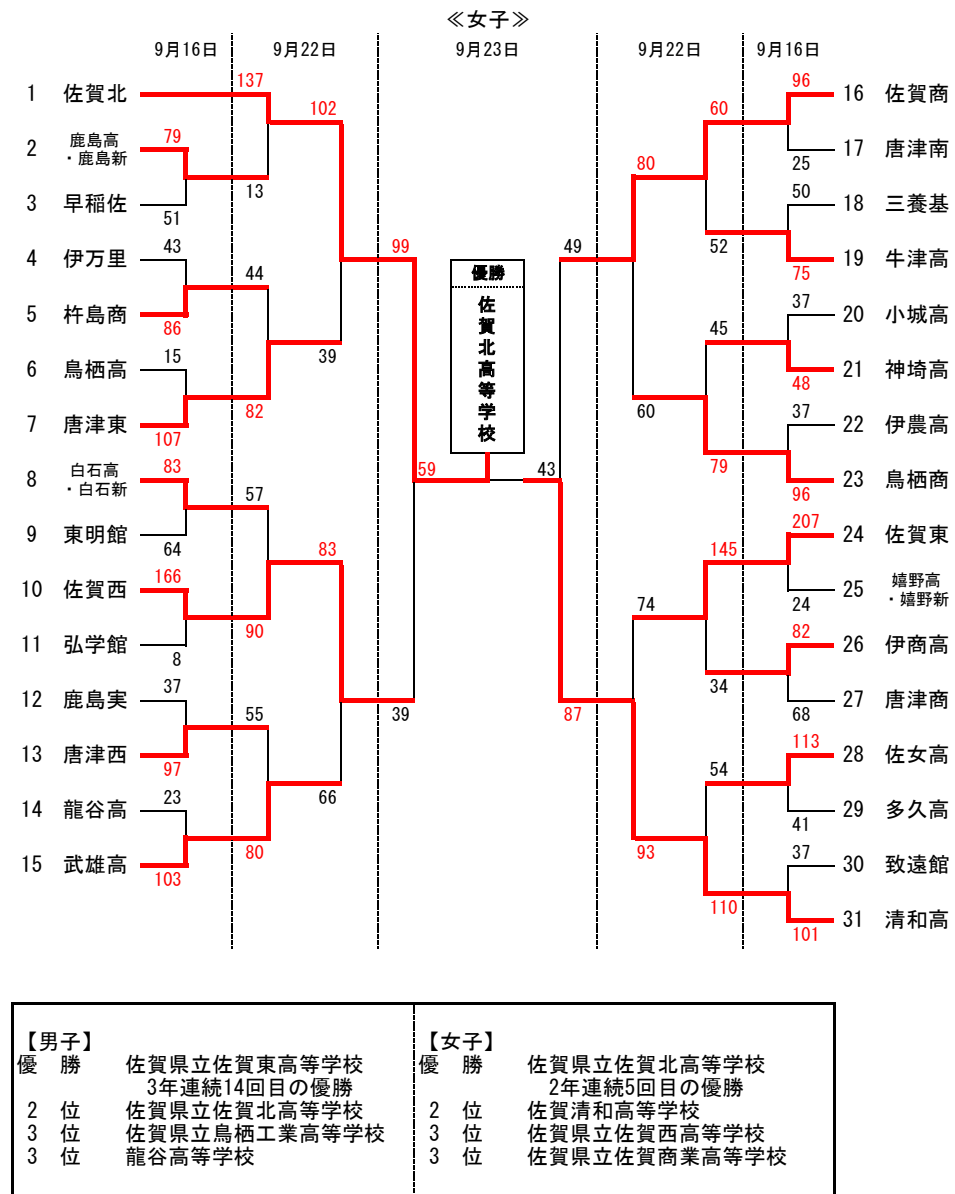 ≪女子≫
9月16日
9月22日
9月23日
9月22日
9月16日
1 佐賀北
137
2 鹿島高・鹿島新
79
3 早稲佐
51
13
102
4 伊万里
43
5 杵島商
86
44
6 鳥栖高
15
7 唐津東
107
82
39
99
8 白石高・白石新
83
9 東明館
64
57
10 佐賀西
166
11 弘学館
8
90
83
12 鹿島実
37
13 唐津西
97
55
14 龍谷高
23
15 武雄高
103
80
66
39
59
優勝
佐賀北高等学校
43
49
87
80
60
74
93
60
52
45
79
145
34
54
110
96
16 佐賀商
17 唐津南
25
50
18 三養基
19 牛津高
75
37
20 小城高
21 神埼高
48
37
22 伊農高
23 鳥栖商
96
207
24 佐賀東
25 嬉野高・嬉野新
24
82
26 伊商高
27 唐津商
68
113
28 佐女高
29 多久高
41
37
30 致遠館
31 清和高
101
【男子】
優 勝 佐賀県立佐賀東高等学校
3年連続14回目の優勝
2 位 佐賀県立佐賀北高等学校
3 位 佐賀県立鳥栖工業高等学校
3 位 龍谷高等学校
【女子】
優 勝 佐賀県立佐賀北高等学校
2年連続5回目の優勝
2 位 佐賀清和高等学校
3 位 佐賀県立佐賀西高等学校
3 位 佐賀県立佐賀商業高等学校